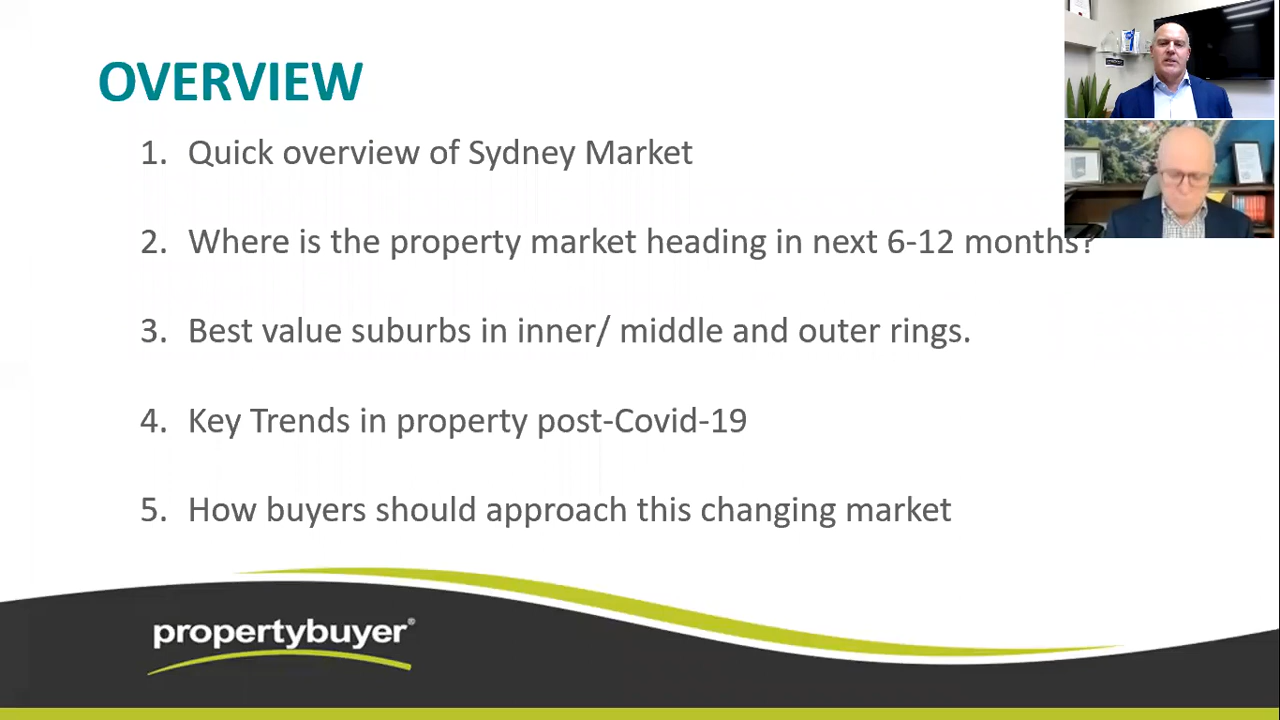 OVERVIEW
1. Quick overview of Sydney Market
2. Where is the property market heading in next 6-12 months?
3. Best value suburbs in inner/ middle and outer rings.
4. Key Trends in property post-Covid-19
5. How buyers should approach this changing market
propertybuyer®